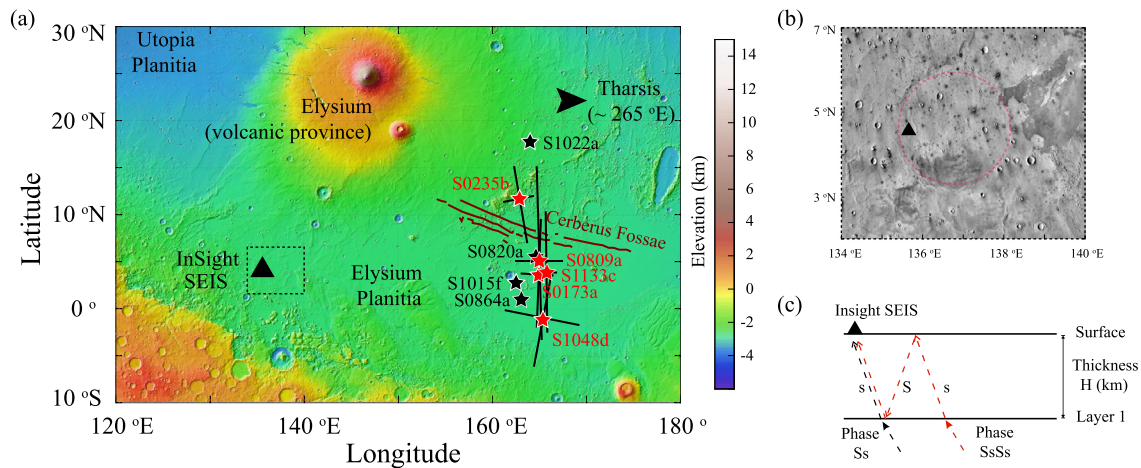 (a)
30 °N
20 °N
10 °N
0 °
10 °S
Latitude
120 °E
140 °E
160 °E
180 °
Longitude
Utopia
Planitia
Elysium
(volcanic province)
Tharsis
(~ 265 °E)
S1022a
S0235b
Cerberus Fossae
S0820a
S0809a
S1133c
S1015f
S0173a
S0864a
S1048d
InSight
SEIS
Elysium
Planitia
Elevation (km)
14
12
10
8
6
4
2
0
-2
-4
-6
(b)
7 °N
5 °N
3 °N
134 °E
136 °E
138 °E
140 °E
(c)
Insight SEIS
Surface
Thickness
H (km)
s
S
s
Layer 1
Phase
Ss
Phase
SsSs